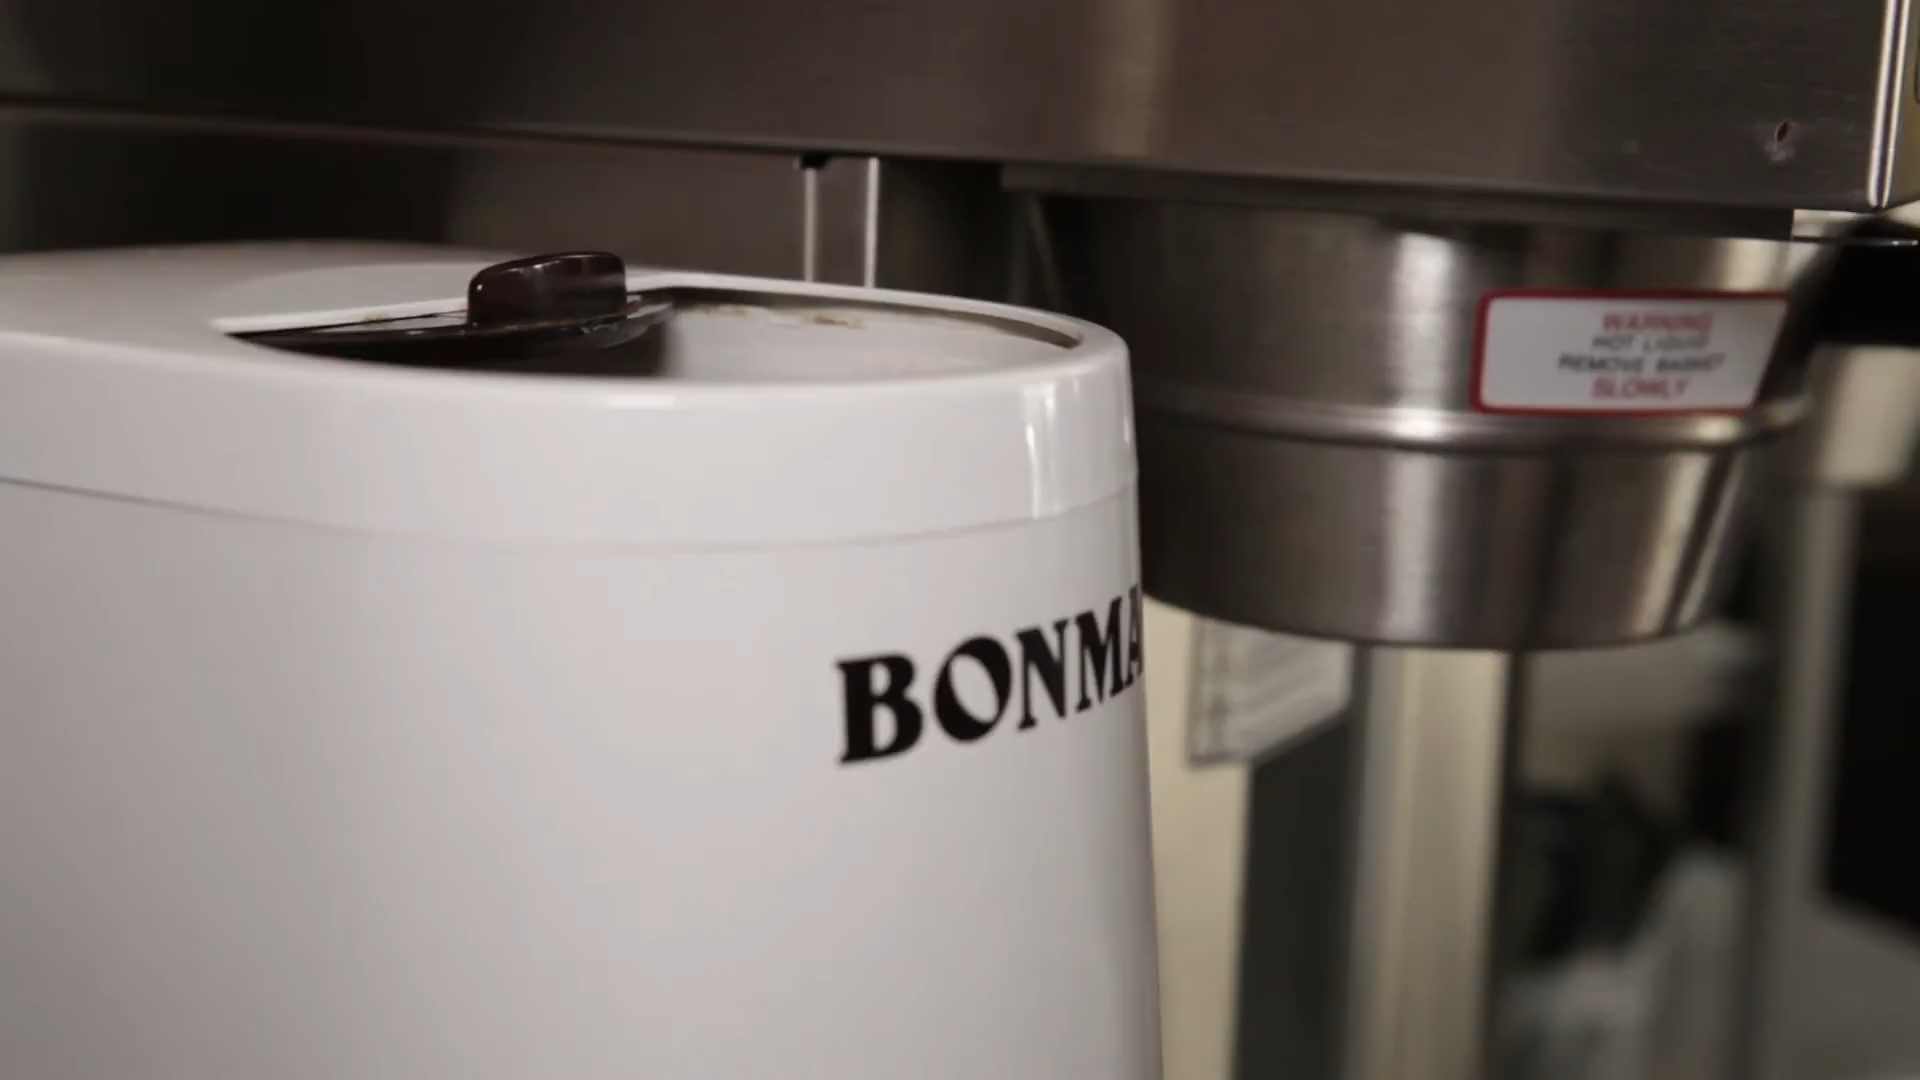 BONMA
WARNING
HOT LIQUID
REMOVE BASKET
SLOWLY